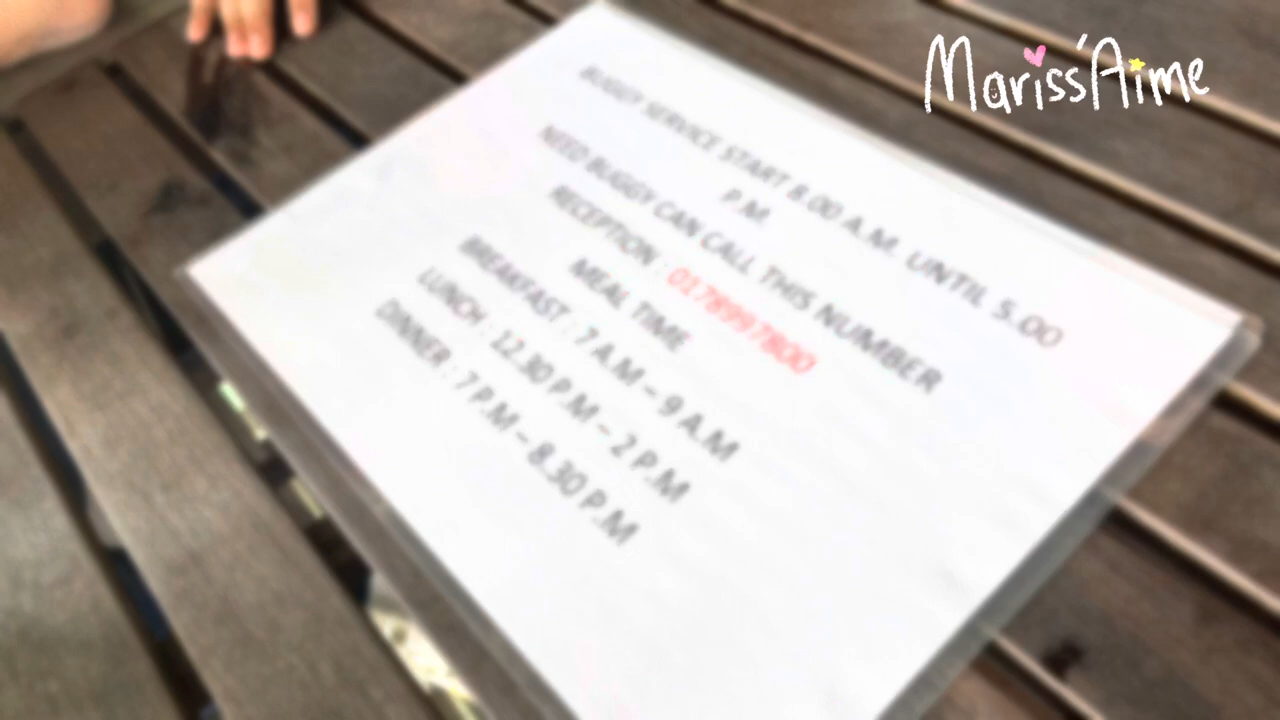 Mariss'Aime
BUGGY SERVICE START 8.00 A.M. UNTIL 5.00
P.M.
NEED BUGGY CAN CALL THIS NUMBER
RECEPTION : 0178997800
MEAL TIME
BREAKFAST : 7 A.M – 9 A.M
LUNCH : 12.30 P.M – 2 P.M
DINNER : 7 P.M – 8.30 P.M